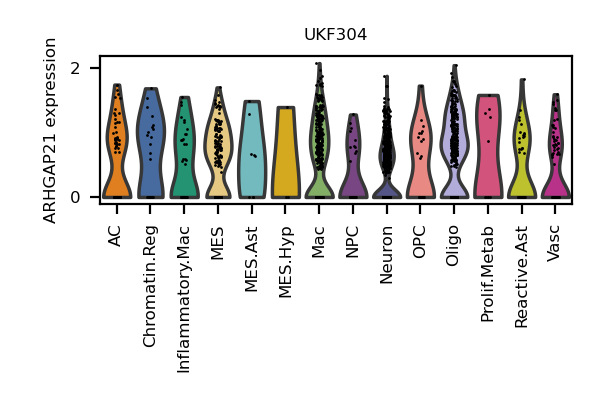 UKF304
ARHGAP21 expression
2
0
AC
Chromatin.Reg
Inflammatory.Mac
MES
MES.Ast
MES.Hyp
Mac
NPC
Neuron
OPC
Oligo
Prolif.Metab
Reactive.Ast
Vasc